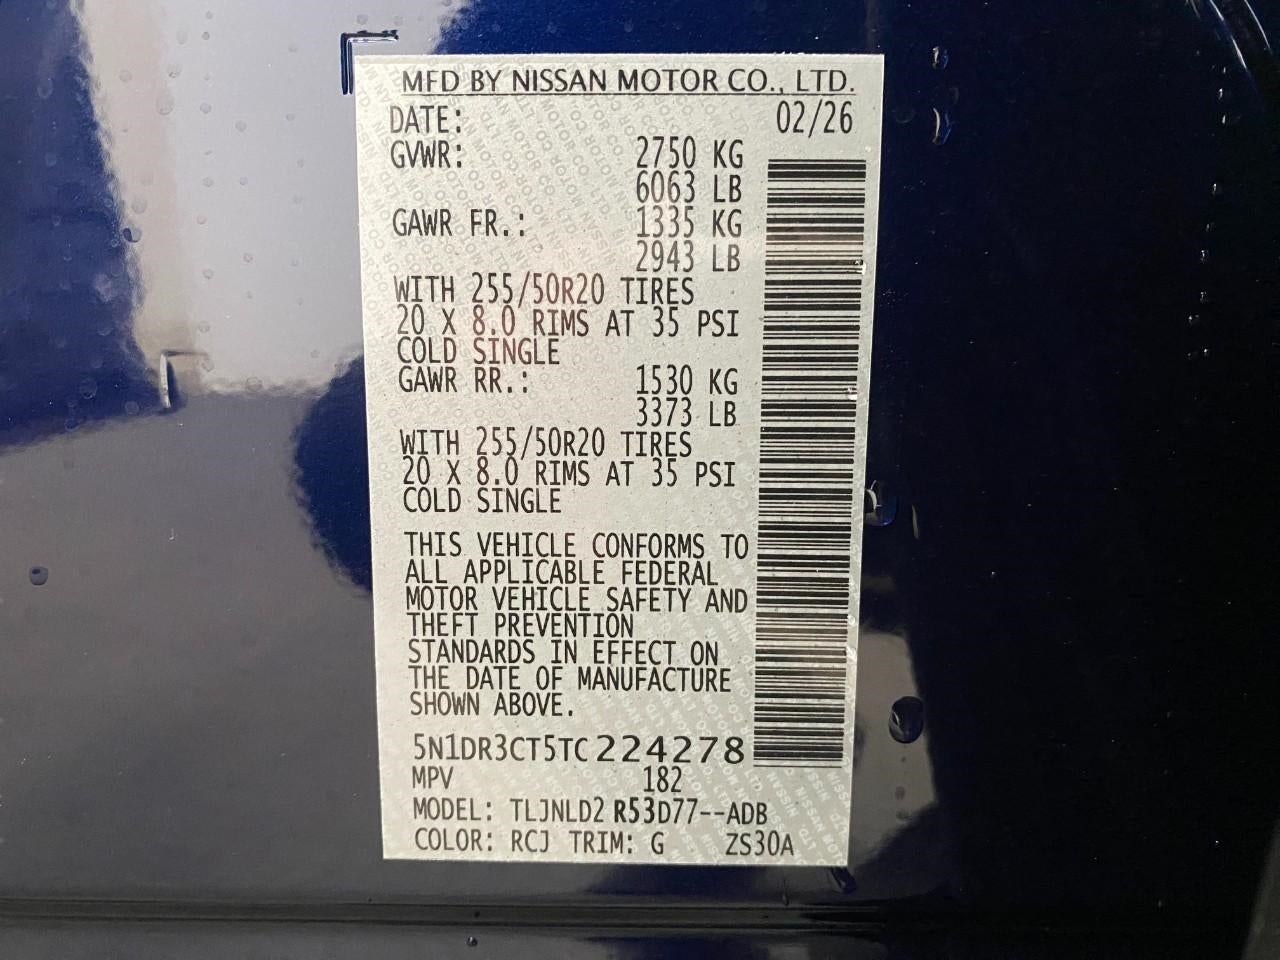 MFD BY NISSAN MOTOR CO., LTD.
DATE: 02/26
GVWR: 2750 KG
6063 LB
GAWR FR.: 1335 KG
2943 LB
WITH 255/50R20 TIRES
20 X 8.0 RIMS AT 35 PSI
COLD SINGLE
GAWR RR.: 1530 KG
3373 LB
WITH 255/50R20 TIRES
20 X 8.0 RIMS AT 35 PSI
COLD SINGLE
THIS VEHICLE CONFORMS TO
ALL APPLICABLE FEDERAL
MOTOR VEHICLE SAFETY AND
THEFT PREVENTION
STANDARDS IN EFFECT ON
THE DATE OF MANUFACTURE
SHOWN ABOVE.
5N1DR3CT5TC224278
MPV 182
MODEL: TLJNLD2 R53D77--ADB
COLOR: RCJ TRIM: G ZS30A